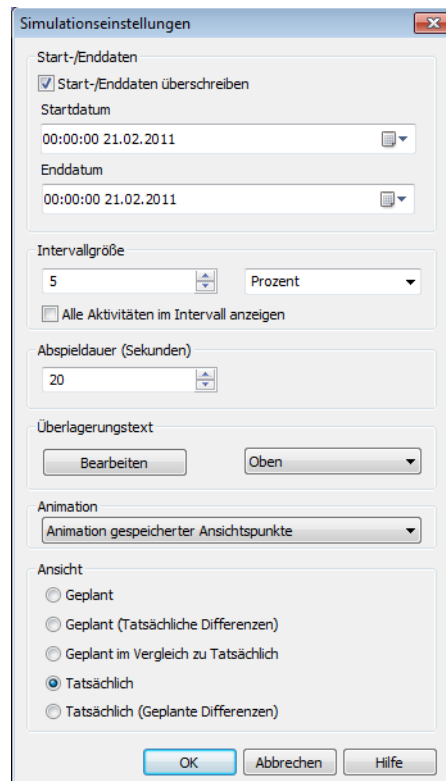 Simulationseinstellungen
Start-/Enddaten
Start-/Enddaten überschreiben
Startdatum
00:00:00 21.02.2011
Enddatum
00:00:00 21.02.2011
Intervallgröße
5 Prozent
Alle Aktivitäten im Intervall anzeigen
Abspieldauer (Sekunden)
20
Überlagerungstext
Bearbeiten Oben
Animation
Animation gespeicherter Ansichtspunkte
Ansicht
Geplant
Geplant (Tatsächliche Differenzen)
Geplant im Vergleich zu Tatsächlich
Tatsächlich
Tatsächlich (Geplante Differenzen)
OK Abbrechen Hilfe